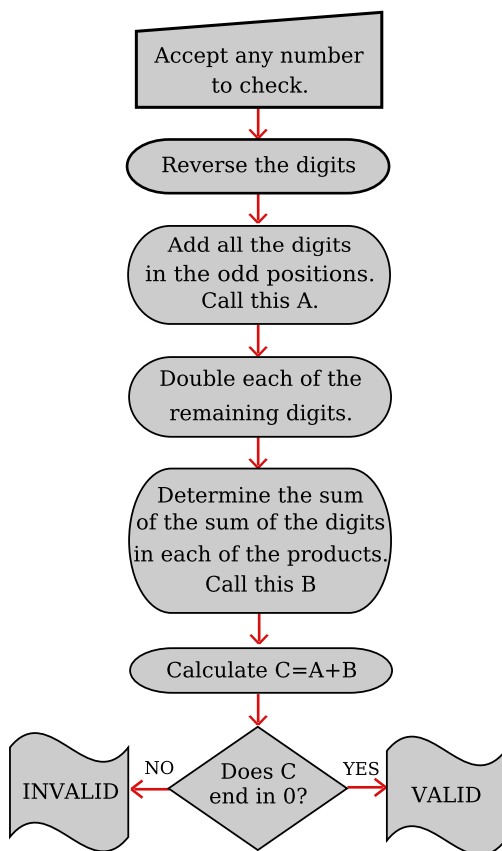 Accept any number
to check.
Reverse the digits
Add all the digits
in the odd positions.
Call this A.
Double each of the
remaining digits.
Determine the sum
of the sum of the digits
in each of the products.
Call this B
Calculate C=A+B
Does C
end in 0?
NO
YES
INVALID
VALID